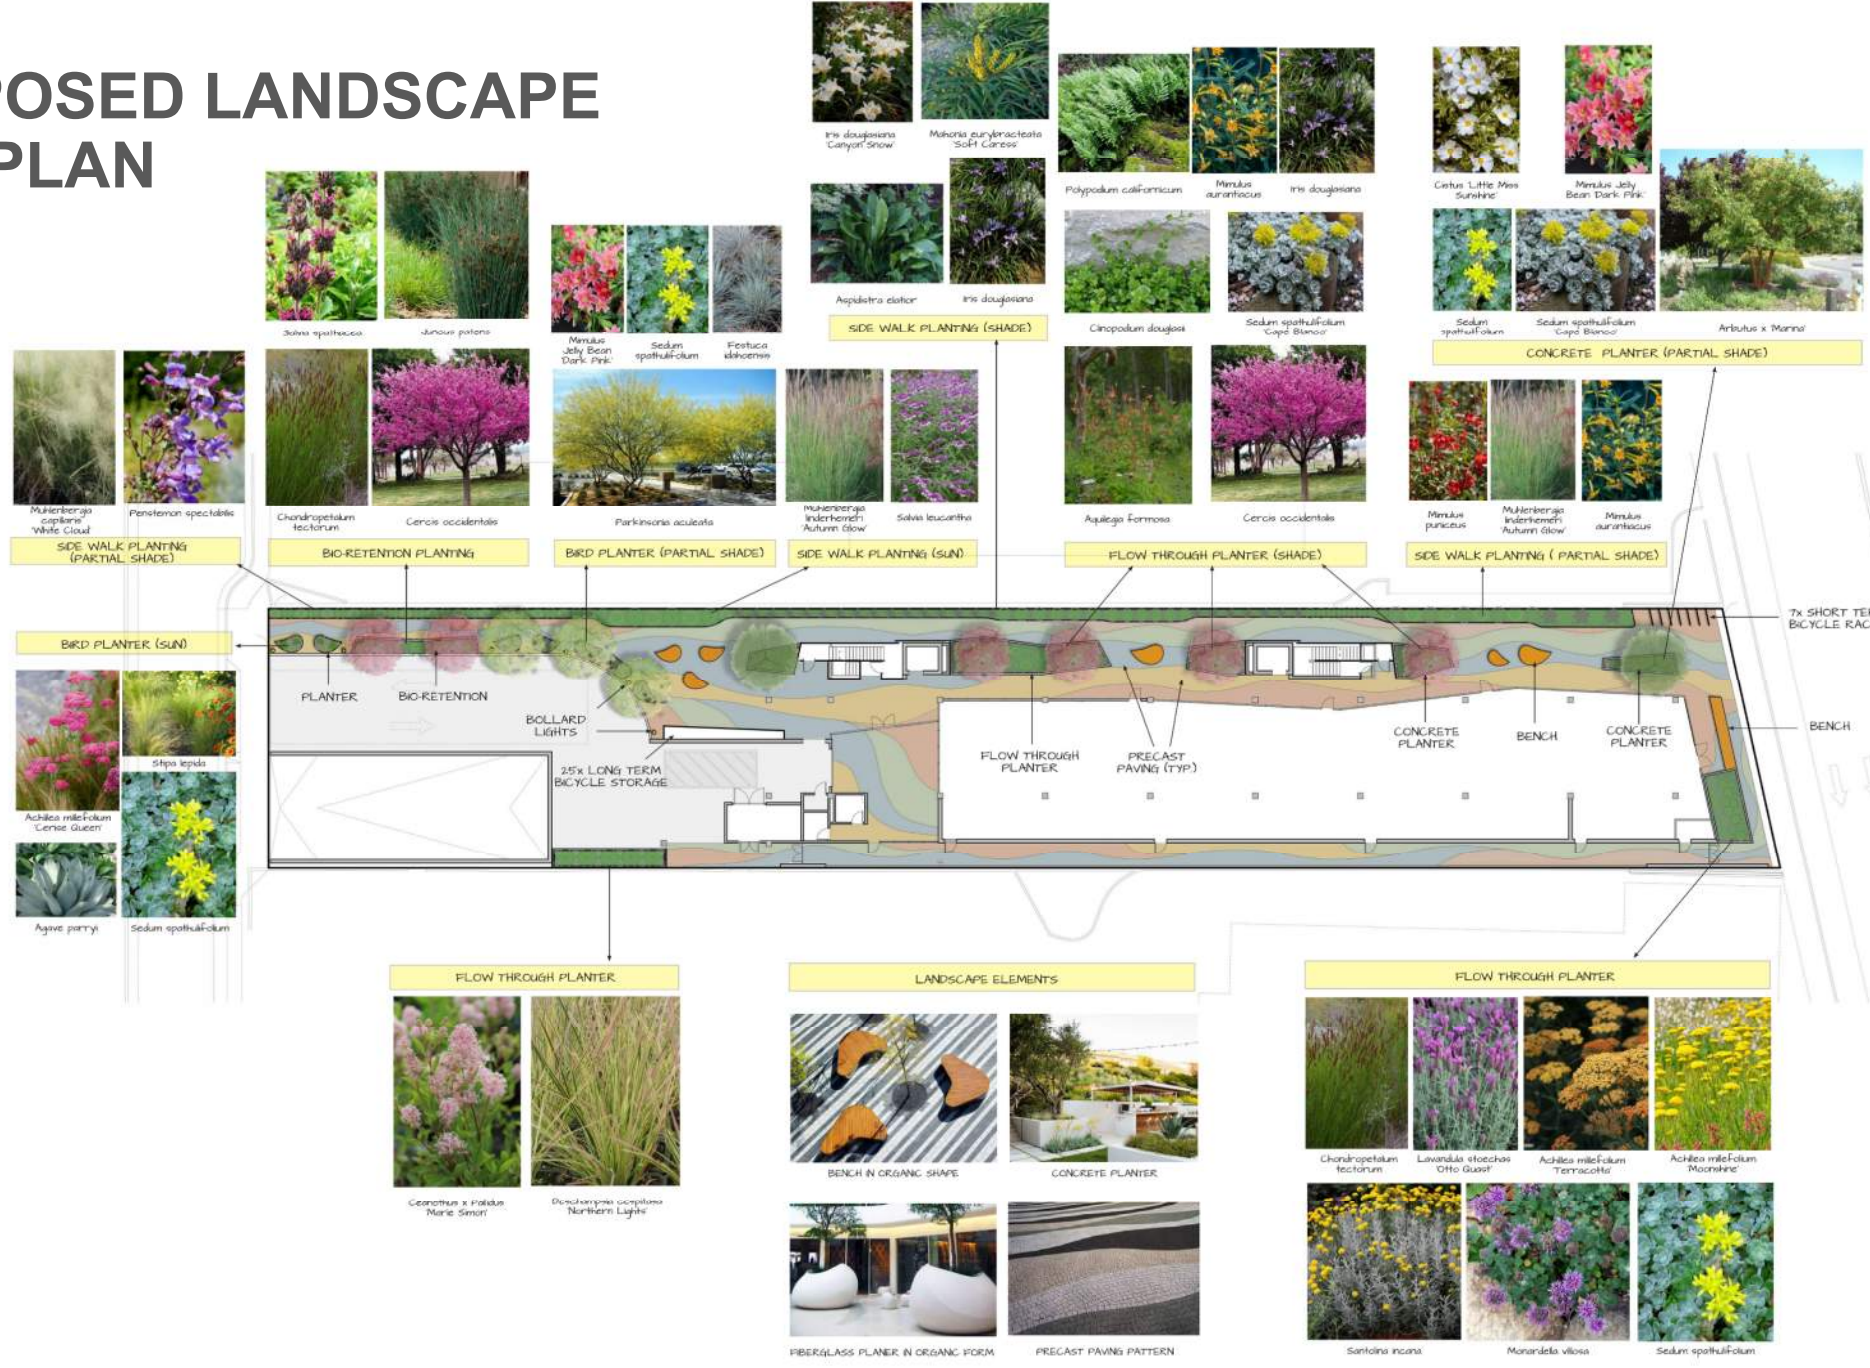 POSED LANDSCAPE
PLAN
Iris douglasiana
'Canyon Snow'
Mahonia eurybracteata
'Soft Caress'
Aspidistra elatior
Iris douglasiana
SIDE WALK PLANTING (SHADE)
Polypodium californicum
Mimulus
aurantiacus
Iris douglasiana
Clinopodium douglasii
Sedum spathulifolium
'Cape Blanco'
Aquilegia formosa
Cercis occidentalis
FLOW THROUGH PLANTER (SHADE)
Cistus 'Little Miss
Sunshine'
Mimulus Jelly
Bean 'Dark Pink'
Sedum
spathulifolium
Sedum spathulifolium
'Cape Blanco'
Arbutus x 'Marina'
CONCRETE PLANTER (PARTIAL SHADE)
Mimulus
puniceus
Muhlenbergia
lindenhemeri
'Autumn Glow'
Mimulus
aurantiacus
SIDE WALK PLANTING ( PARTIAL SHADE)
Salvia spathacea
Juncus patens
Chondropetalum
tectorum
Cercis occidentalis
BIO-RETENTION PLANTING
Mimulus
Jelly Bean
'Dark Pink'
Sedum
spathulifolium
Festuca
idahoensis
Parkinsonia aculeata
BIRD PLANTER (PARTIAL SHADE)
Muhlenbergia
lindenhemeri
'Autumn Glow'
Salvia leucantha
SIDE WALK PLANTING (SUN)
Muhlenbergia
capillaris
'White Cloud'
Penstemon spectabilis
SIDE WALK PLANTING
(PARTIAL SHADE)
BIRD PLANTER (SUN)
Achillea millefolium
'Cerise Queen'
Stipa lepida
Agave parryi
Sedum spathulifolium
PLANTER
BIO-RETENTION
BOLLARD
LIGHTS
25x LONG TERM
BICYCLE STORAGE
FLOW THROUGH
PLANTER
PRECAST
PAVING (TYP.)
CONCRETE
PLANTER
BENCH
CONCRETE
PLANTER
BENCH
7x SHORT TE
BICYCLE RAC
FLOW THROUGH PLANTER
Ceanothus x Pallidus
'Marie Simon'
Deschampsia cespitosa
'Northern Lights'
LANDSCAPE ELEMENTS
BENCH IN ORGANIC SHAPE
CONCRETE PLANTER
FIBERGLASS PLANER IN ORGANIC FORM
PRECAST PAVING PATTERN
FLOW THROUGH PLANTER
Chondropetalum
tectorum
Lavandula stoechas
'Otto Quast'
Achillea millefolium
'Terracotta'
Achillea millefolium
'Moonshine'
Santolina incana
Monardella villosa
Sedum spathulifolium